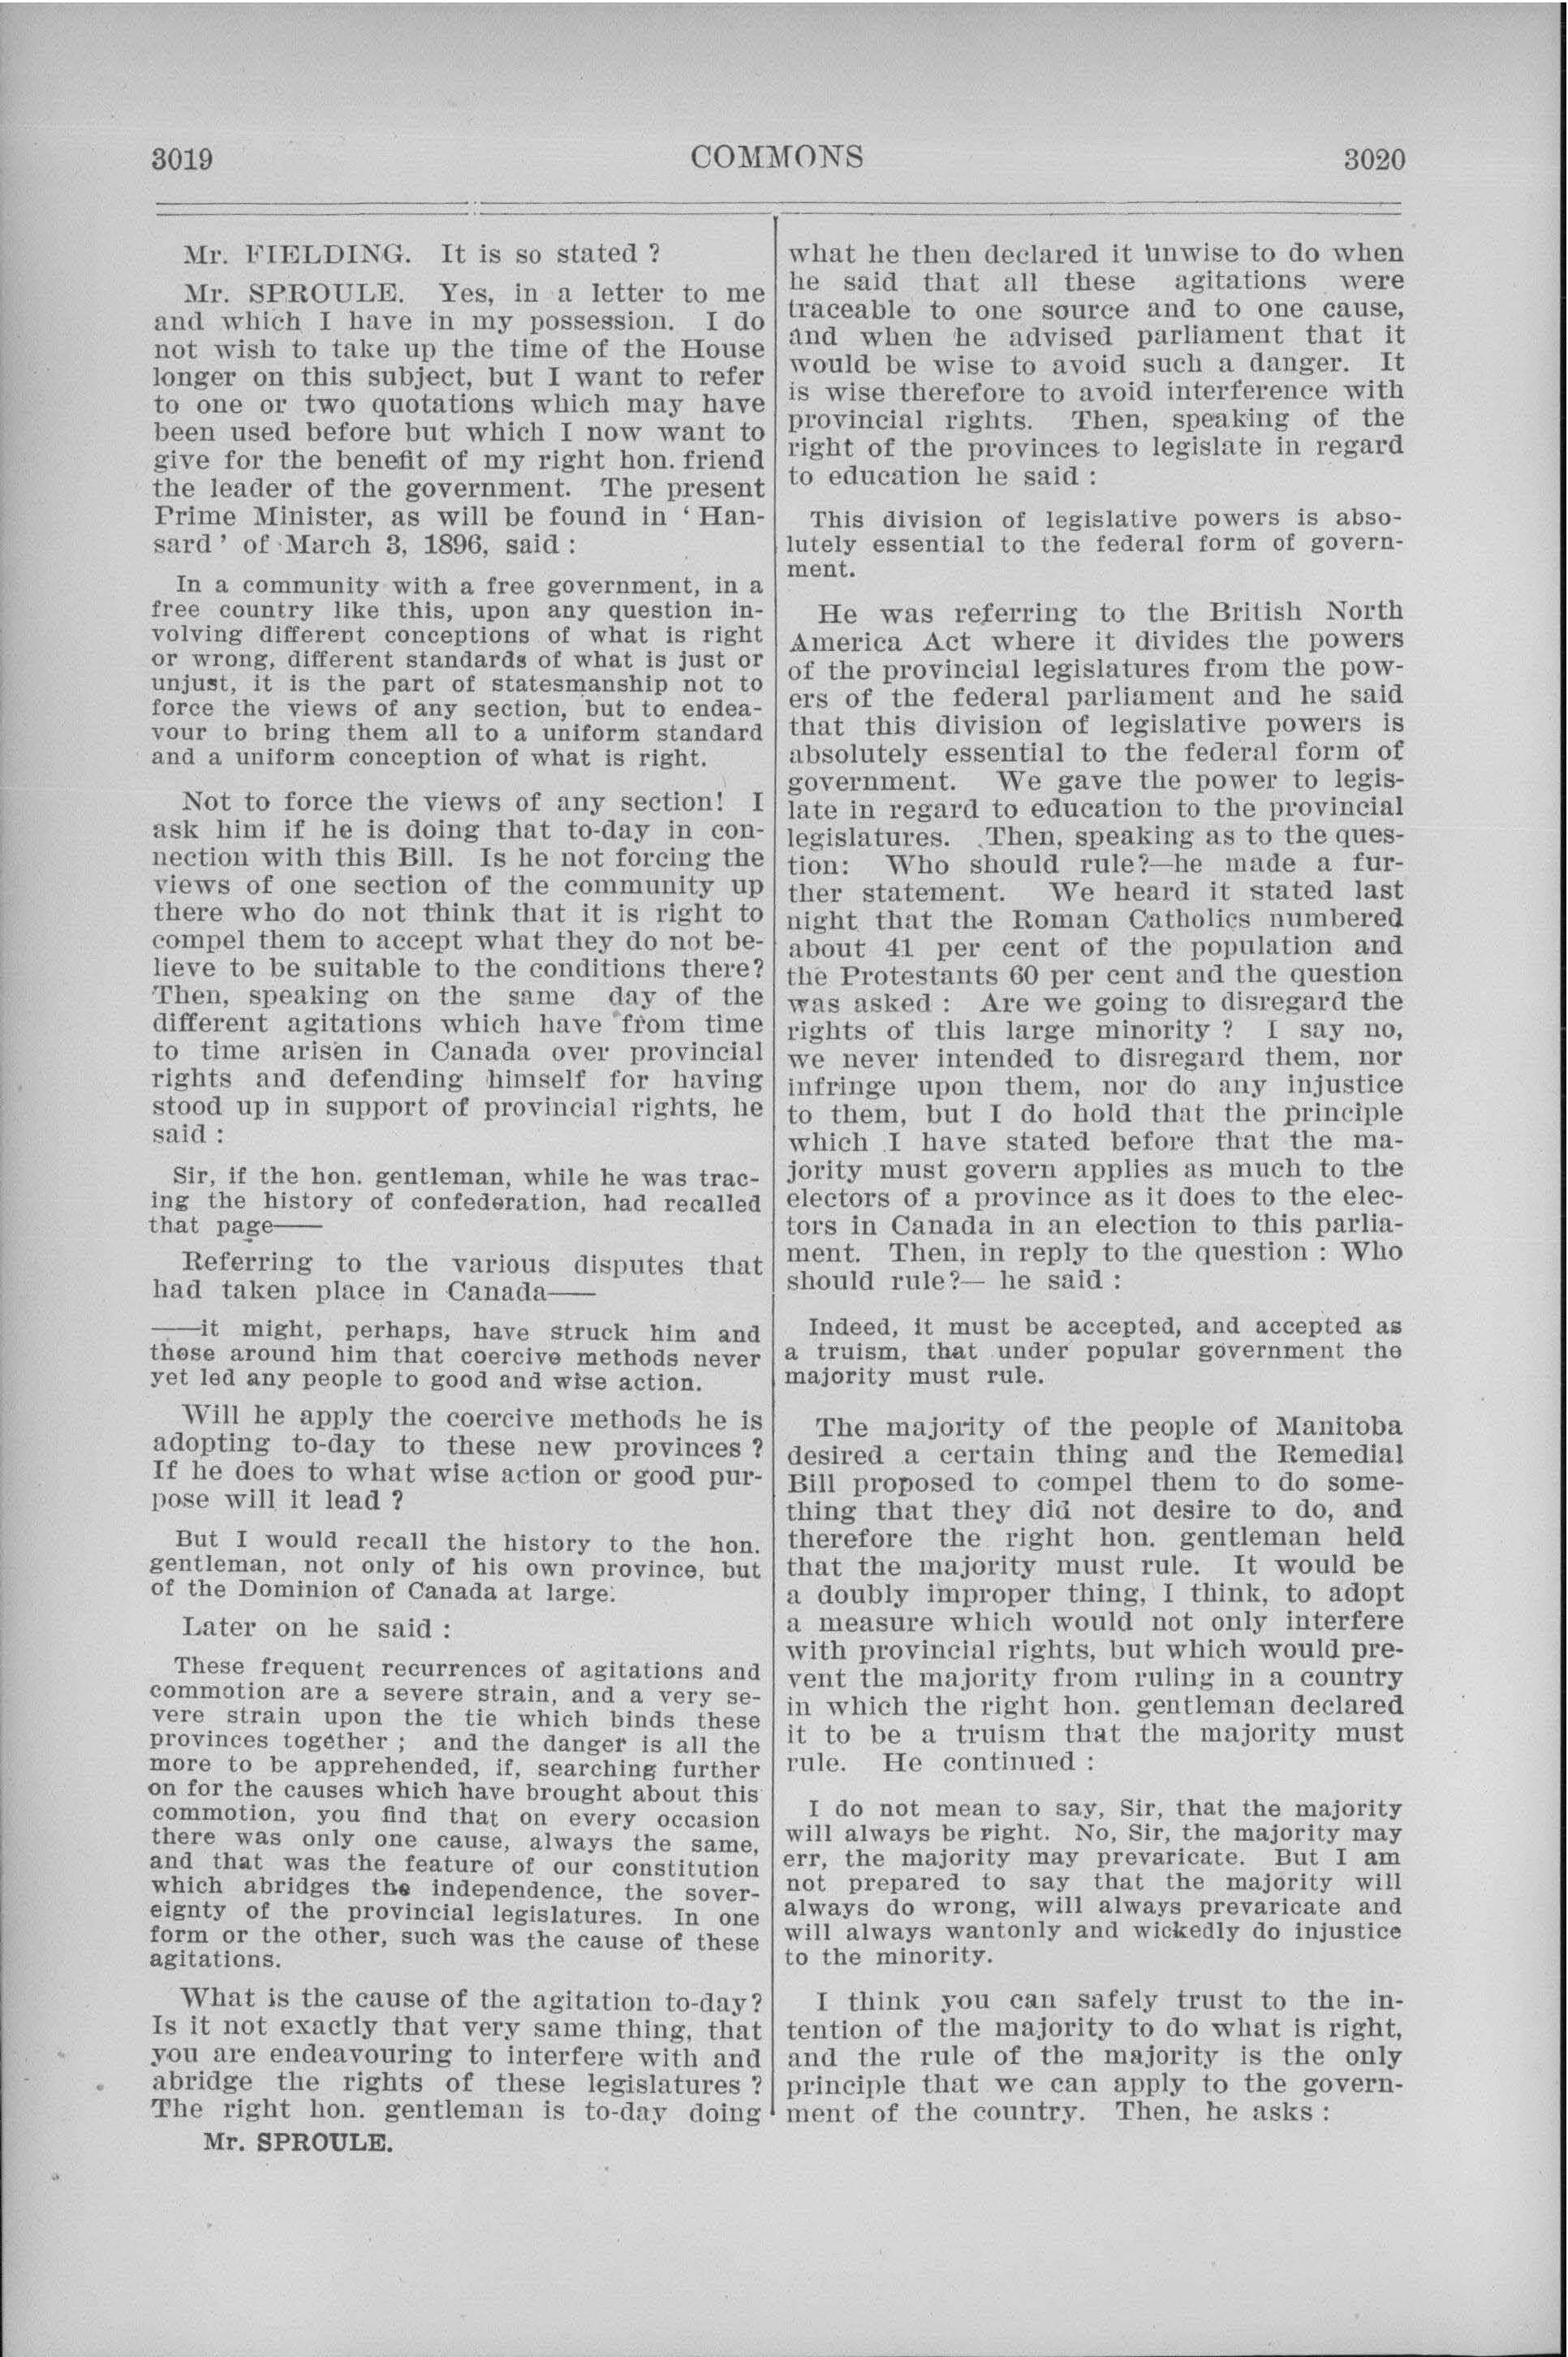 3019 COMMONS 3020
Mr. FIELDING. It is so stated ?
Mr. SPROULE. Yes, in a letter to me
and which I have in my possession. I do
not wish to take up the time of the House
longer on this subject, but I want to refer
to one or two quotations which may have
been used before but which I now want to
give for the benefit of my right hon. friend
the leader of the government. The present
Prime Minister, as will be found in ‘ Han-
sard ’ of March 3, 1896, said :
In a community with a free government, in a
free country like this, upon any question in-
volving different conceptions of what is right
or wrong, different standards of what is just or
unjust, it is the part of statesmanship not to
force the views of any section, but to endea-
vour to bring them all to a uniform standard
and a uniform conception of what is right.
Not to force the views of any section! I
ask him if he is doing that to-day in con-
nection with this Bill. Is he not forcing the
views of one section of the community up
there who do not think that it is right to
compel them to accept what they do not be-
lieve to be suitable to the conditions there?
Then, speaking on the same day of the
different agitations which have from time
to time arisen in Canada over provincial
rights and defending himself for having
stood up in support of provincial rights, he
said :
Sir, if the hon. gentleman, while he was trac-
ing the history of confederation, had recalled
that page——
Referring to the various disputes that
had taken place in Canada——
——it might, perhaps, have struck him and
those around him that coercive methods never
yet led any people to good and wise action.
Will he apply the coercive methods he is
adopting to-day to these new provinces ?
If he does to what wise action or good pur-
pose will it lead ?
But I would recall the history to the hon.
gentleman, not only of his own province, but
of the Dominion of Canada at large.
Later on he said :
These frequent recurrences of agitations and
commotion are a severe strain, and a very se-
vere strain upon the tie which binds these
provinces together ; and the danger is all the
more to be apprehended, if, searching further
on for the causes which have brought about this
commotion, you find that on every occasion
there was only one cause, always the same,
and that was the feature of our constitution
which abridges the independence, the sover-
eignty of the provincial legislatures. In one
form or the other, such was the cause of these
agitations.
What is the cause of the agitation to-day?
Is it not exactly that very same thing, that
you are endeavouring to interfere with and
abridge the rights of these legislatures ?
The right hon. gentleman is to-day doing
Mr. SPROULE.
what he then declared it unwise to do when
he said that all these agitations were
traceable to one source and to one cause,
and when he advised parliament that it
would be wise to avoid such a danger. It
is wise therefore to avoid interference with
provincial rights. Then, speaking of the
right of the provinces to legislate in regard
to education he said :
This division of legislative powers is abso-
lutely essential to the federal form of govern-
ment.
He was referring to the British North
America Act where it divides the powers
of the provincial legislatures from the pow-
ers of the federal parliament and he said
that this division of legislative powers is
absolutely essential to the federal form of
government. We gave the power to legis-
late in regard to education to the provincial
legislatures. Then, speaking as to the ques-
tion: Who should rule?—he made a fur-
ther statement. We heard it stated last
night that the Roman Catholics numbered
about 41 per cent of the population and
the Protestants 60 per cent and the question
was asked : Are we going to disregard the
rights of this large minority ? I say no,
we never intended to disregard them, nor
infringe upon them, nor do any injustice
to them, but I do hold that the principle
which I have stated before that the ma-
jority must govern applies as much to the
electors of a province as it does to the elec-
tors in Canada in an election to this parlia-
ment. Then, in reply to the question : Who
should rule?— he said :
Indeed, it must be accepted, and accepted as
a truism, that under popular government the
majority must rule.
The majority of the people of Manitoba
desired a certain thing and the Remedial
Bill proposed to compel them to do some-
thing that they did not desire to do, and
therefore the right hon. gentleman held
that the majority must rule. It would be
a doubly improper thing, I think, to adopt
a measure which would not only interfere
with provincial rights, but which would pre-
vent the majority from ruling in a country
in which the right hon. gentleman declared
it to be a truism that the majority must
rule. He continued :
I do not mean to say, Sir, that the majority
will always be right. No, Sir, the majority may
err, the majority may prevaricate. But I am
not prepared to say that the majority will
always do wrong, will always prevaricate and
will always wantonly and wickedly do injustice
to the minority.
I think you can safely trust to the in-
tention of the majority to do what is right,
and the rule of the majority is the only
principle that we can apply to the govern-
ment of the country. Then, he asks :